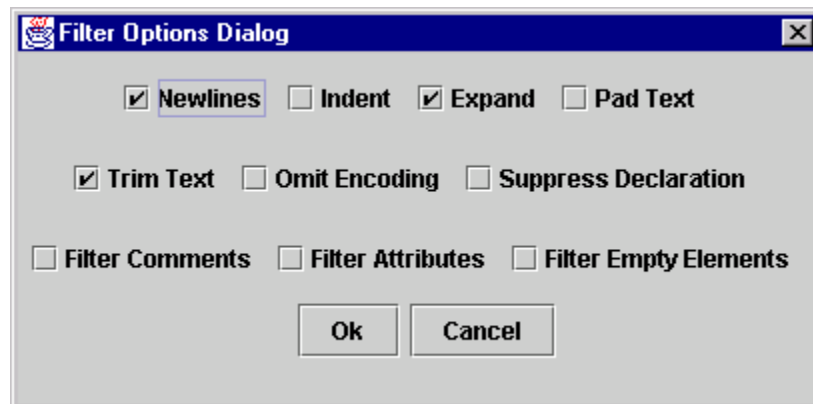 Filter Options Dialog
Newlines Indent Expand Pad Text
Trim Text Omit Encoding Suppress Declaration
Filter Comments Filter Attributes Filter Empty Elements
Ok Cancel